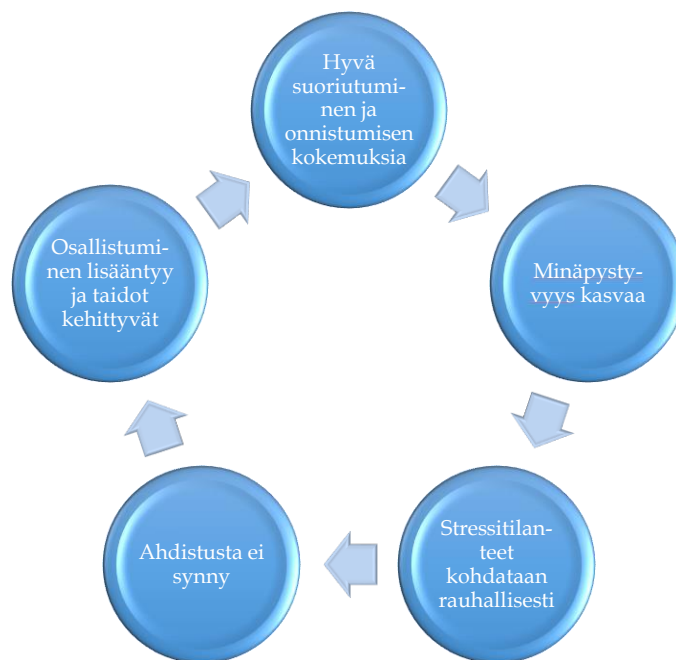 Hyvä
suoriutumi-
nen ja
onnistumisen
kokemuksia
Minäpysty-
vyys kasvaa
Stressitilan-
teet
kohdataan
rauhallisesti
Ahdistusta ei
synny
Osallistumi-
nen lisääntyy
ja taidot
kehittyvät